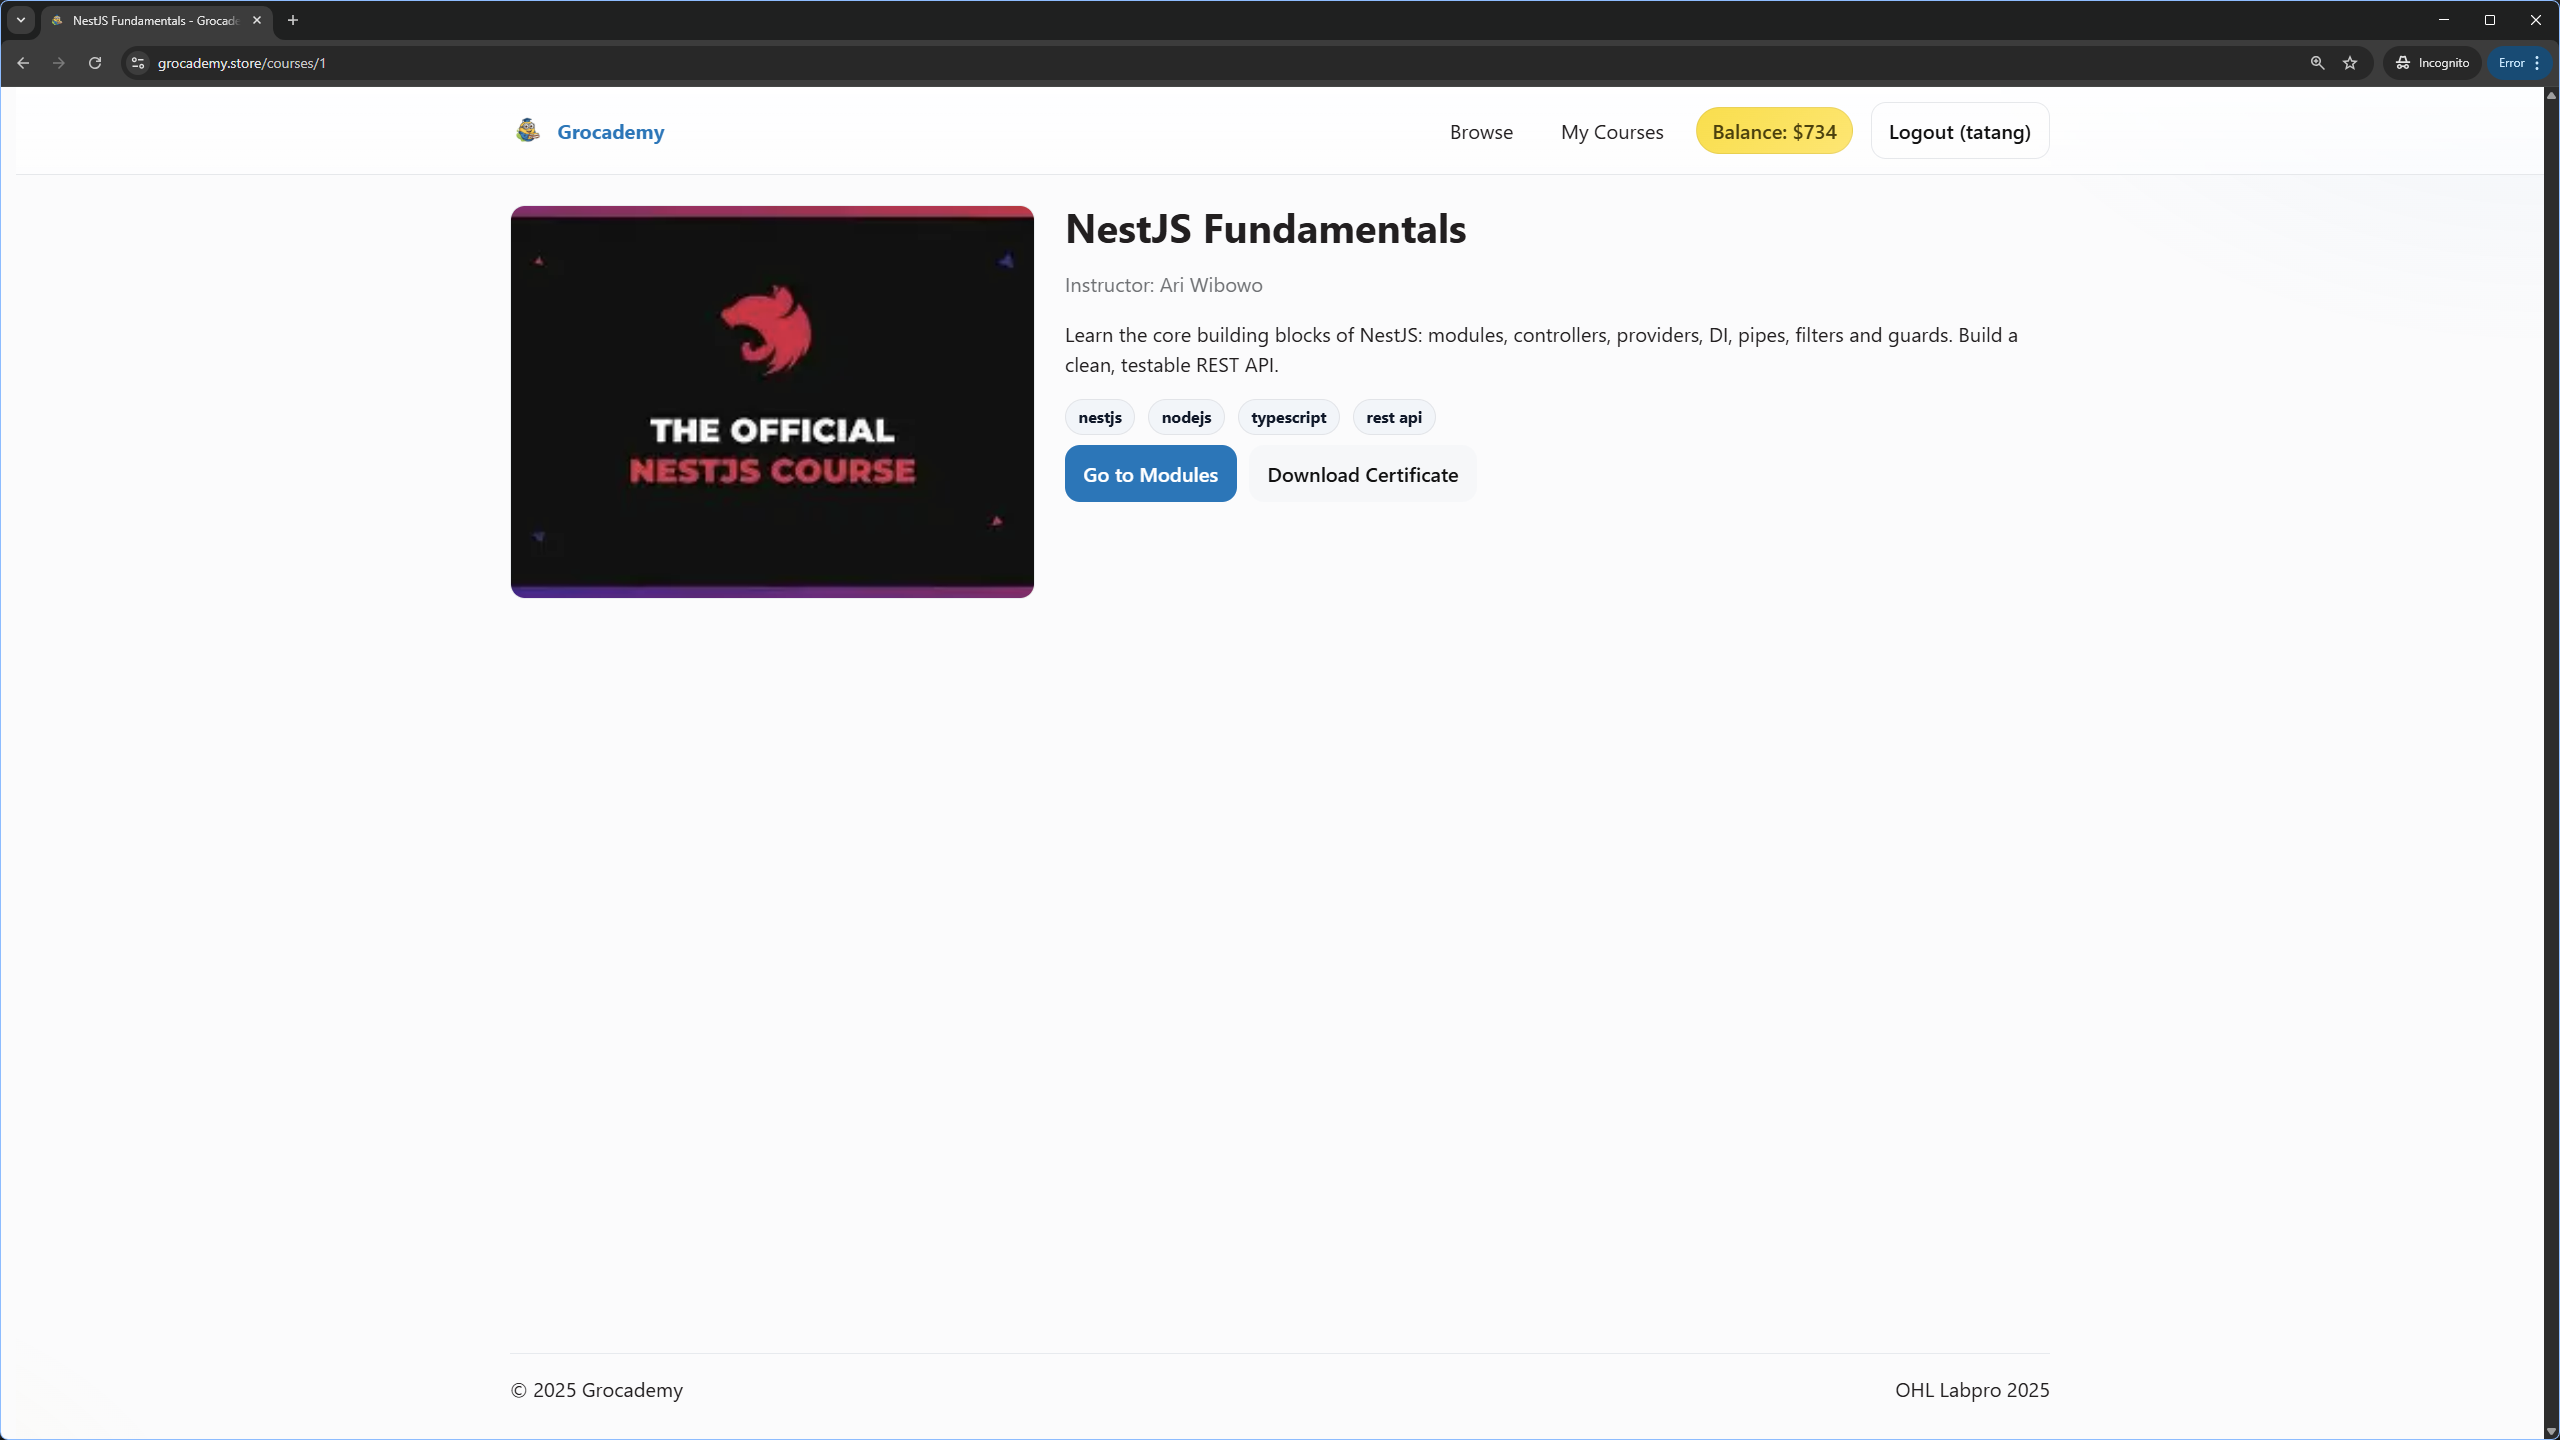 NestJS Fundamentals - Grocade
grocademy.store/courses/1
Incognito
Error
Grocademy
Browse
My Courses
Balance: $734
Logout (tatang)
THE OFFICIAL
NESTJS COURSE
NestJS Fundamentals
Instructor: Ari Wibowo
Learn the core building blocks of NestJS: modules, controllers, providers, DI, pipes, filters and guards. Build a
clean, testable REST API.
nestjs
nodejs
typescript
rest api
Go to Modules
Download Certificate
© 2025 Grocademy
OHL Labpro 2025